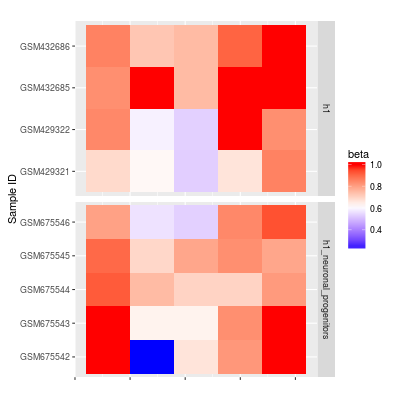 Sample ID
GSM432686
GSM432685
GSM429322
GSM429321
h1
GSM675546
GSM675545
GSM675544
GSM675543
GSM675542
h1_neuronal_progenitors
beta
1.0
0.8
0.6
0.4